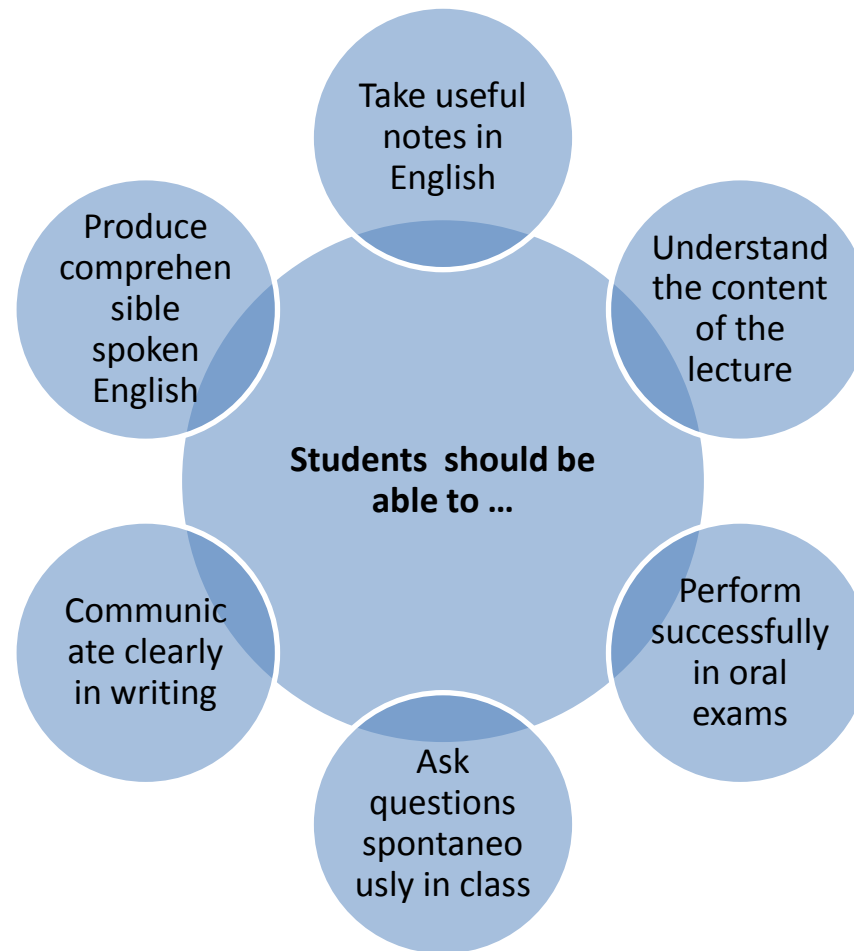 Take useful
notes in
English
Understand
the content
of the
lecture
Perform
successfully
in oral
exams
Ask
questions
spontaneo
usly in class
Communic
ate clearly
in writing
Produce
comprehen
sible
spoken
English
Students should be
able to ...